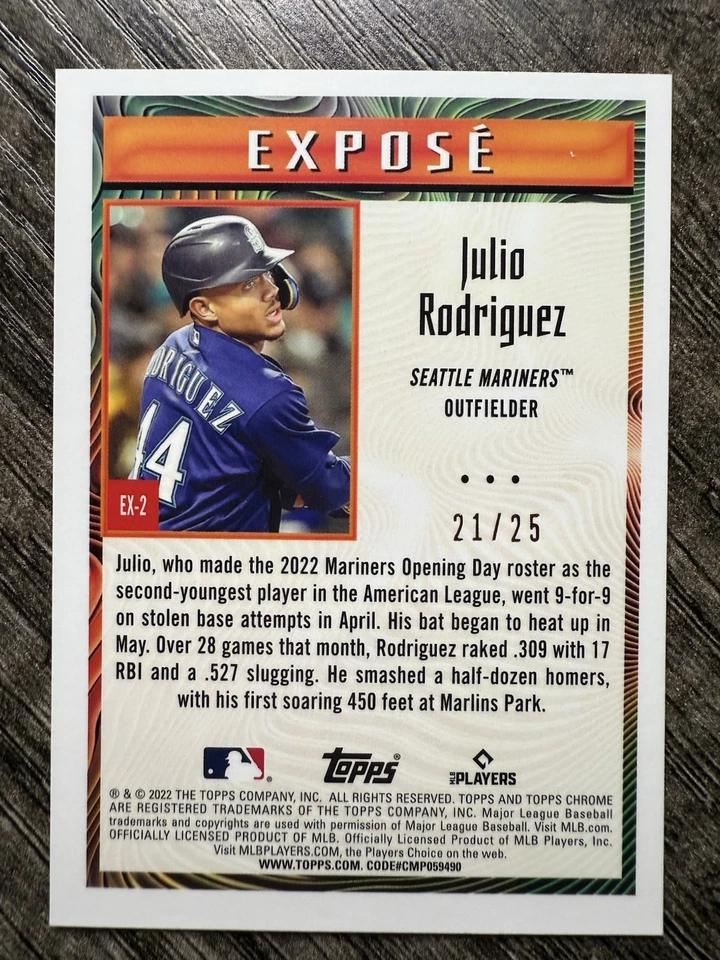 EXPOSÉ
Julio
Rodriguez
SEATTLE MARINERS™
OUTFIELDER
• • •
21/25
RODRIGUEZ
44
S
EX-2
Julio, who made the 2022 Mariners Opening Day roster as the
second-youngest player in the American League, went 9-for-9
on stolen base attempts in April. His bat began to heat up in
May. Over 28 games that month, Rodriguez raked .309 with 17
RBI and a .527 slugging. He smashed a half-dozen homers,
with his first soaring 450 feet at Marlins Park.
®
topps®
MLB PLAYERS
® & © 2022 THE TOPPS COMPANY, INC. ALL RIGHTS RESERVED. TOPPS AND TOPPS CHROME
ARE REGISTERED TRADEMARKS OF THE TOPPS COMPANY, INC. Major League Baseball
trademarks and copyrights are used with permission of Major League Baseball. Visit MLB.com.
OFFICIALLY LICENSED PRODUCT OF MLB. Officially Licensed Product of MLB Players, Inc.
Visit MLBPLAYERS.COM, the Players Choice on the web.
WWW.TOPPS.COM. CODE#CMP059490